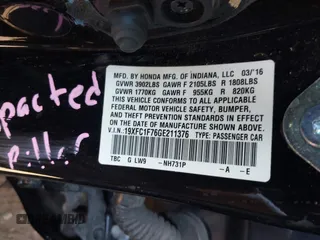 MFD. BY HONDA MFG. OF INDIANA, LLC 03/'16
GVWR 3902LBS GAWR F 2105LBS R 1808LBS
GVWR 1770KG GAWR F 955KG R 820KG
THIS VEHICLE CONFORMS TO ALL APPLICABLE FEDERAL
MOTOR VEHICLE SAFETY, BUMPER, AND THEFT PREVENTION
STANDARDS IN EFFECT ON THE DATE OF
MANUFACTURE SHOWN ABOVE.
V.I.N.: 19XFC1F76GE211376 TYPE: PASSENGER CAR
TBC G LW9 -NH731P -A -E
pacted
piller